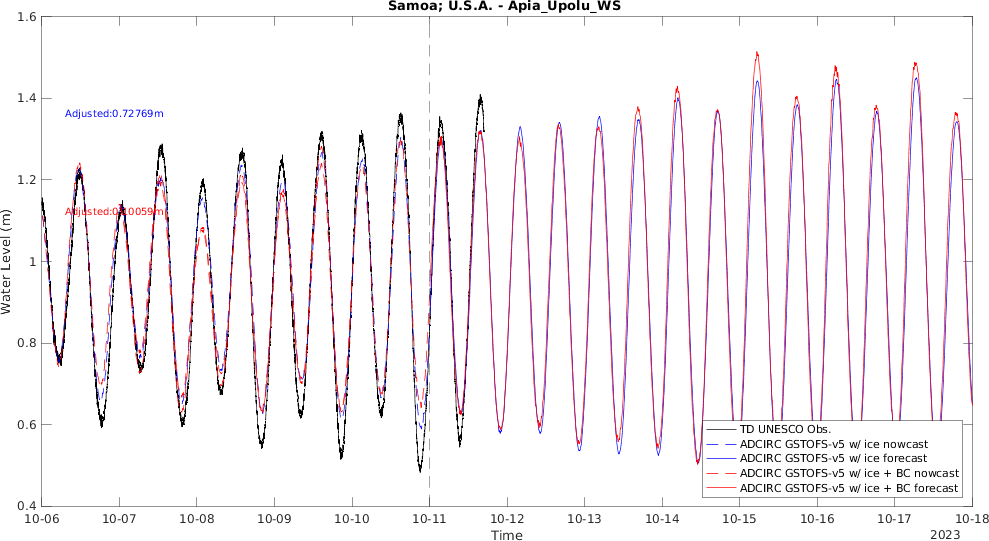 Samoa; U.S.A. - Apia_Upolu_WS
1.6
1.4
1.2
1
0.8
0.6
0.4
Water Level (m)
Adjusted:0.72769m
TD UNESCO Obs.
ADCIRC GSTOFS-v5 w/ ice nowcast
ADCIRC GSTOFS-v5 w/ ice forecast
ADCIRC GSTOFS-v5 w/ ice + BC nowcast
ADCIRC GSTOFS-v5 w/ ice + BC forecast
10-06 10-07 10-08 10-09 10-10 10-11 10-12 10-13 10-14 10-15 10-16 10-17 10-18
Time
2023